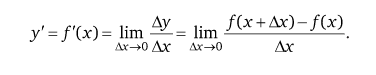 y′ = f′(x) = lim_{Δx→0} Δy/Δx = lim_{Δx→0} (f(x + Δx) − f(x))/Δx.